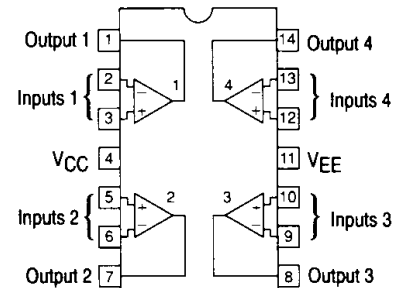 Output 1 1 14 Output 4
2 13
Inputs 1 { − + 1 4 − + } Inputs 4
3 12
VCC 4 11 VEE
5 2 3 10
Inputs 2 { + − + − } Inputs 3
6 9
Output 2 7 8 Output 3